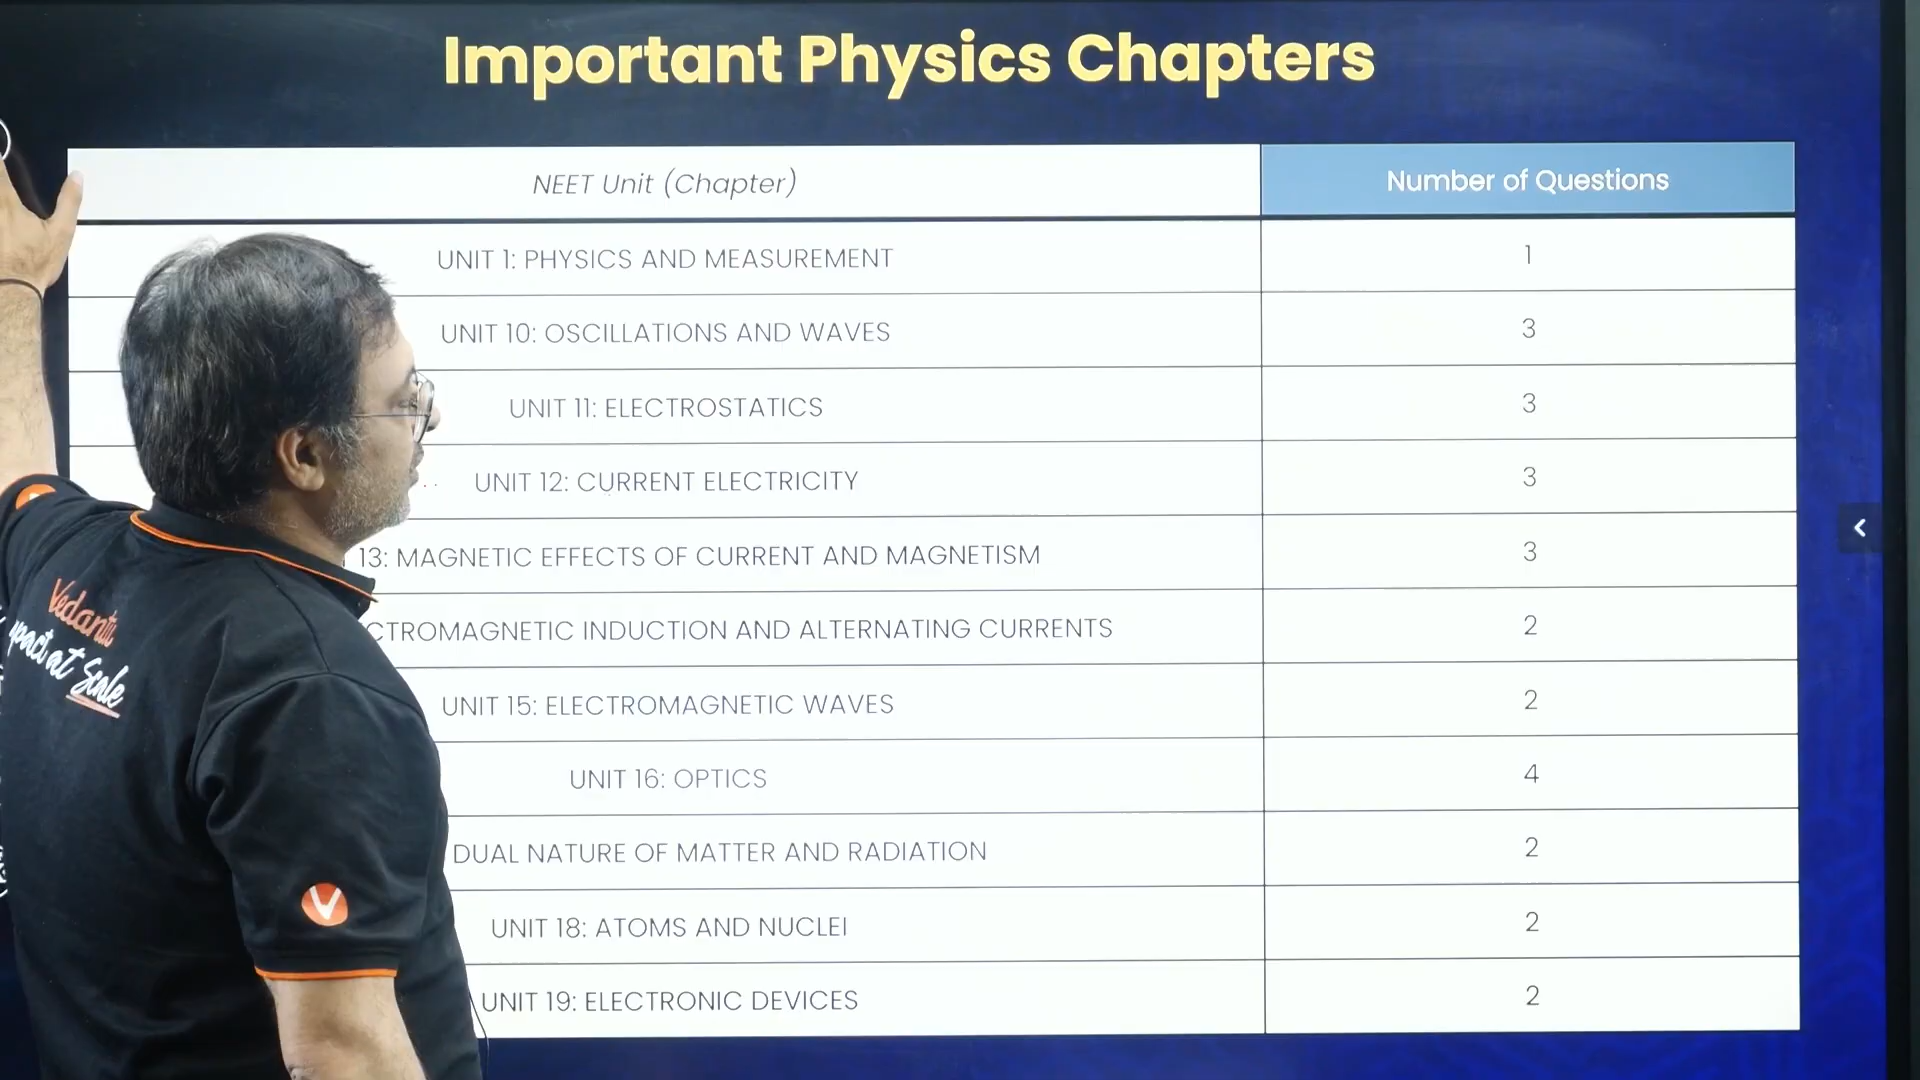 Important Physics Chapters
NEET Unit (Chapter) Number of Questions
UNIT 1: PHYSICS AND MEASUREMENT 1
UNIT 10: OSCILLATIONS AND WAVES 3
UNIT 11: ELECTROSTATICS 3
UNIT 12: CURRENT ELECTRICITY 3
13: MAGNETIC EFFECTS OF CURRENT AND MAGNETISM 3
CTROMAGNETIC INDUCTION AND ALTERNATING CURRENTS 2
UNIT 15: ELECTROMAGNETIC WAVES 2
UNIT 16: OPTICS 4
DUAL NATURE OF MATTER AND RADIATION 2
UNIT 18: ATOMS AND NUCLEI 2
UNIT 19: ELECTRONIC DEVICES 2
Vedantu
at Scale
V